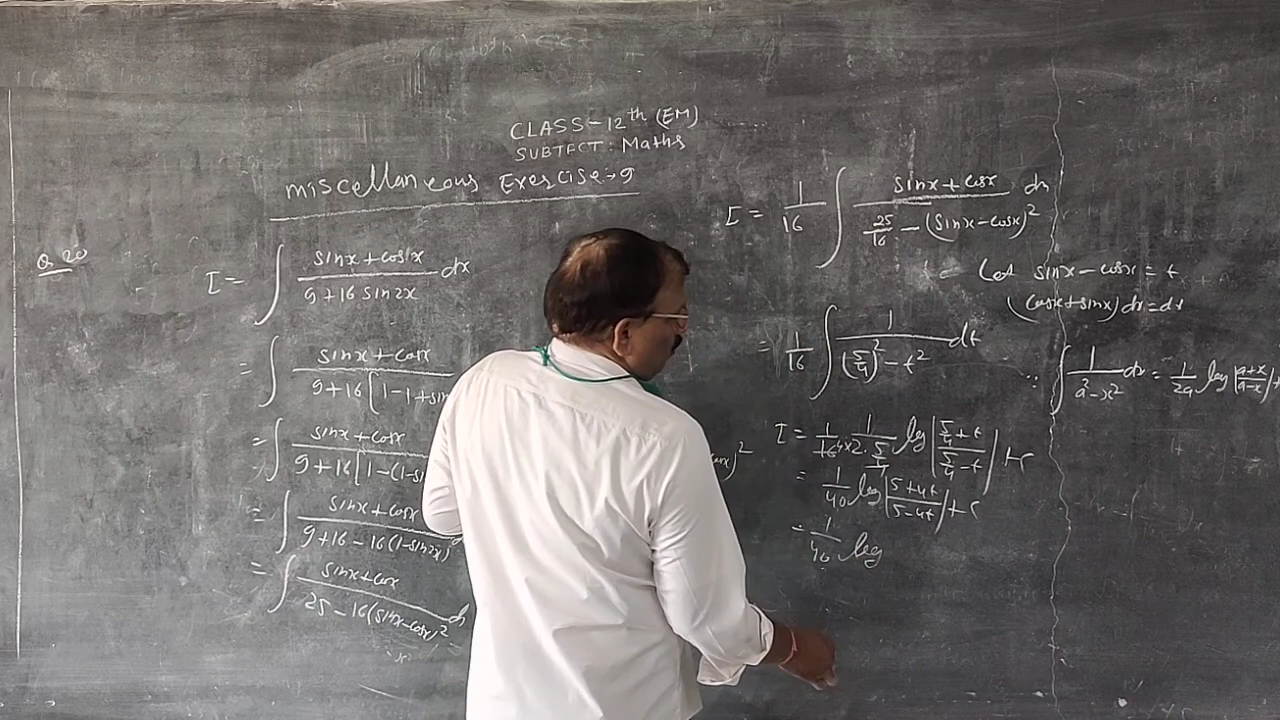 CLASS-12th (EM)
SUBTECT: Maths
Miscellaneous Exercise:-9
Q 20
I = ∫ sinx+cosx / 9+16 sin2x dx
= ∫ sinx+cosx / 9+16[1-1+sin
= ∫ sinx+cosx / 9+16[1-(1-si
= ∫ sinx+cosx / 9+16-16(1-sin2x)
= ∫ sinx+cosx / 25-16(sinx-cosx)² dx
I = 1/16 ∫ sinx+cosx / 25/16 - (sinx-cosx)² dx
Let sinx-cosx = t
(cosx+sinx)dx=dt
= 1/16 ∫ 1 / (5/4)² - t² dt
∵ ∫ 1 / a²-x² dx = 1/2a log |a+x / a-x| +
I = 1/16 × 1/2·5/4 log |5/4+t / 5/4-t| + c
= 1/40 log |5+4t / 5-4t| + c
= 1/40 log